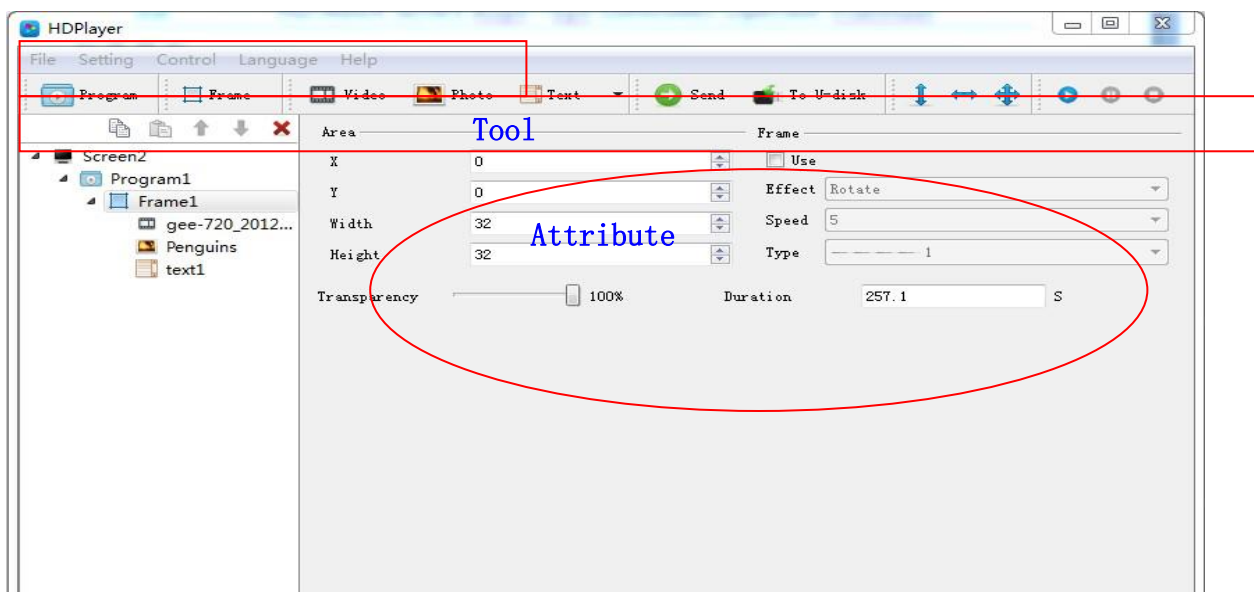 HDPlayer
File Setting Control Language Help
Program Frame Video Photo Text Send To U-disk
Area Tool Frame
Screen2
X 0 Use
Program1
Y 0 Effect Rotate
Frame1
gee-720_2012... Width 32 Speed 5
Attribute
Penguins
Height 32 Type 1
text1
Transparency 100% Duration 257.1 S